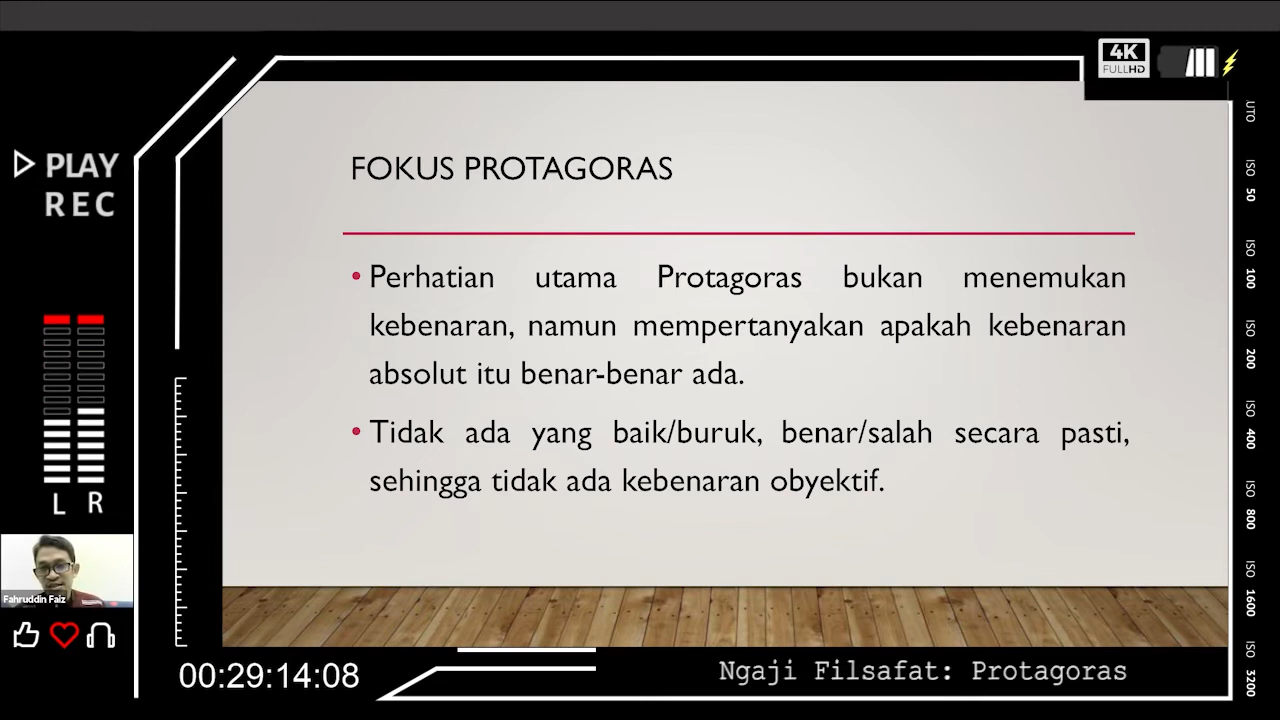 4K
FULLHD
PLAY
REC
FOKUS PROTAGORAS
• Perhatian utama Protagoras bukan menemukan
kebenaran, namun mempertanyakan apakah kebenaran
absolut itu benar-benar ada.
• Tidak ada yang baik/buruk, benar/salah secara pasti,
sehingga tidak ada kebenaran obyektif.
L R
Fahruddin Faiz
00:29:14:08
Ngaji Filsafat: Protagoras
UTO
ISO 50
ISO 100
ISO 200
ISO 400
ISO 800
ISO 1600
ISO 3200